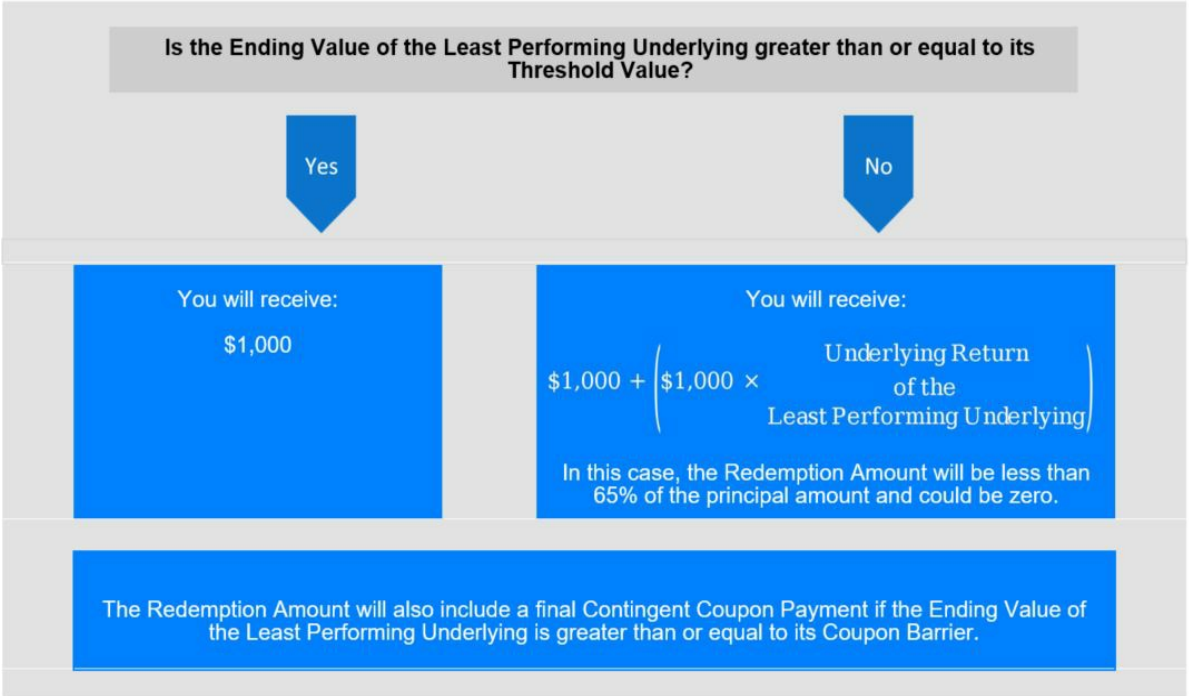 Is the Ending Value of the Least Performing Underlying greater than or equal to its
Threshold Value?
Yes
No
You will receive:
$1,000
You will receive:
$1,000 + ($1,000 × Underlying Return
of the
Least Performing Underlying)
In this case, the Redemption Amount will be less than
65% of the principal amount and could be zero.
The Redemption Amount will also include a final Contingent Coupon Payment if the Ending Value of
the Least Performing Underlying is greater than or equal to its Coupon Barrier.